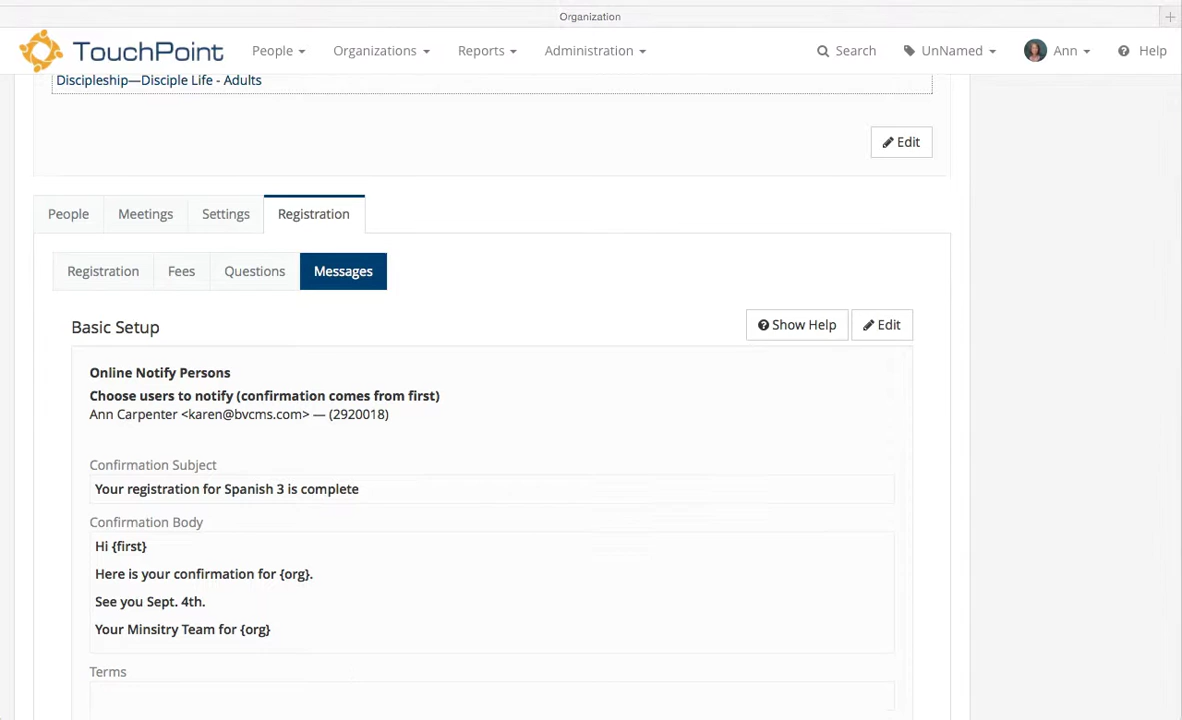 Organization
TouchPoint People Organizations Reports Administration Search UnNamed Ann Help
Discipleship—Disciple Life - Adults
Edit
People Meetings Settings Registration
Registration Fees Questions Messages
Basic Setup Show Help Edit
Online Notify Persons
Choose users to notify (confirmation comes from first)
Ann Carpenter <karen@bvcms.com> — (2920018)
Confirmation Subject
Your registration for Spanish 3 is complete
Confirmation Body
Hi {first}
Here is your confirmation for {org}.
See you Sept. 4th.
Your Minsitry Team for {org}
Terms